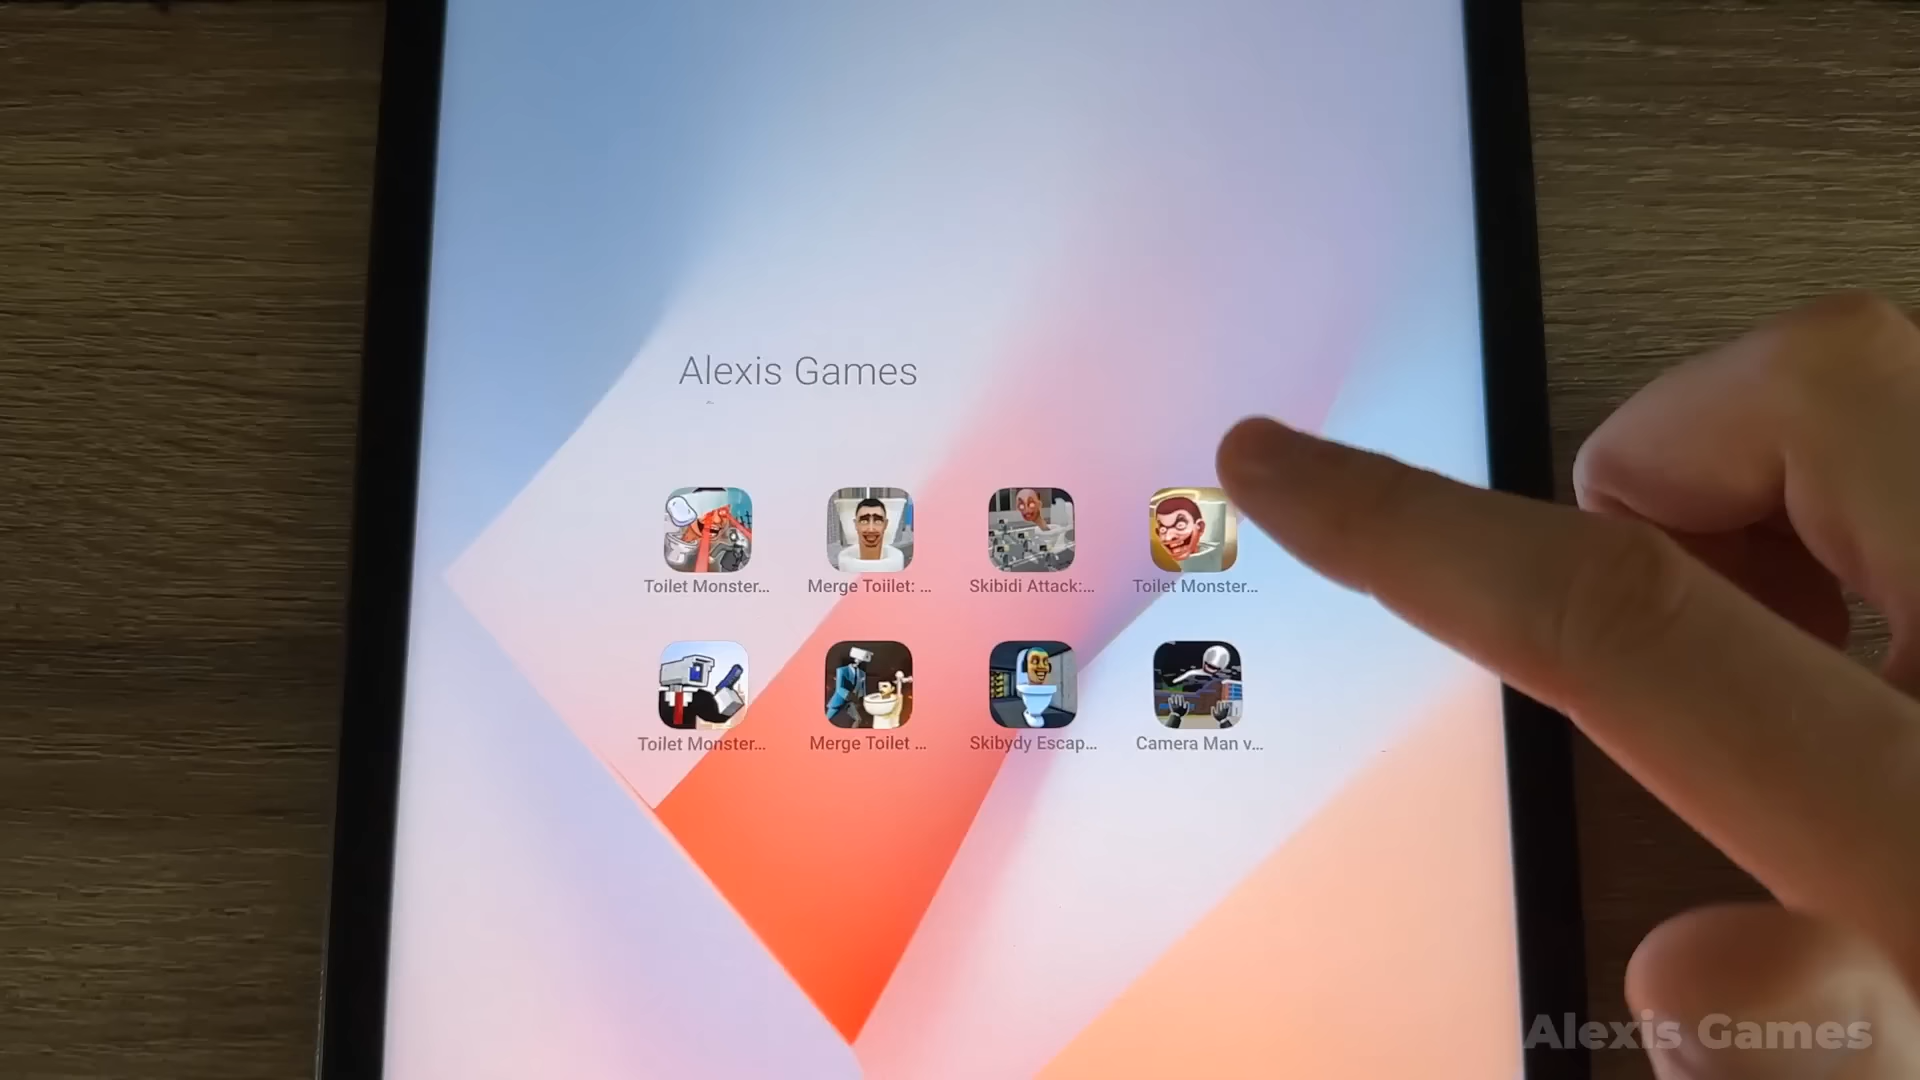 Alexis Games
Toilet Monster...
Merge Toiilet: ...
Skibidi Attack:...
Toilet Monster...
Toilet Monster...
Merge Toilet ...
Skibydy Escap...
Camera Man v...
Alexis Games